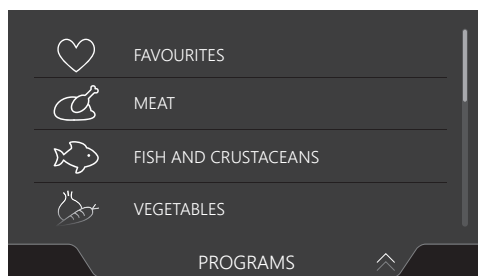 FAVOURITES
MEAT
FISH AND CRUSTACEANS
VEGETABLES
PROGRAMS